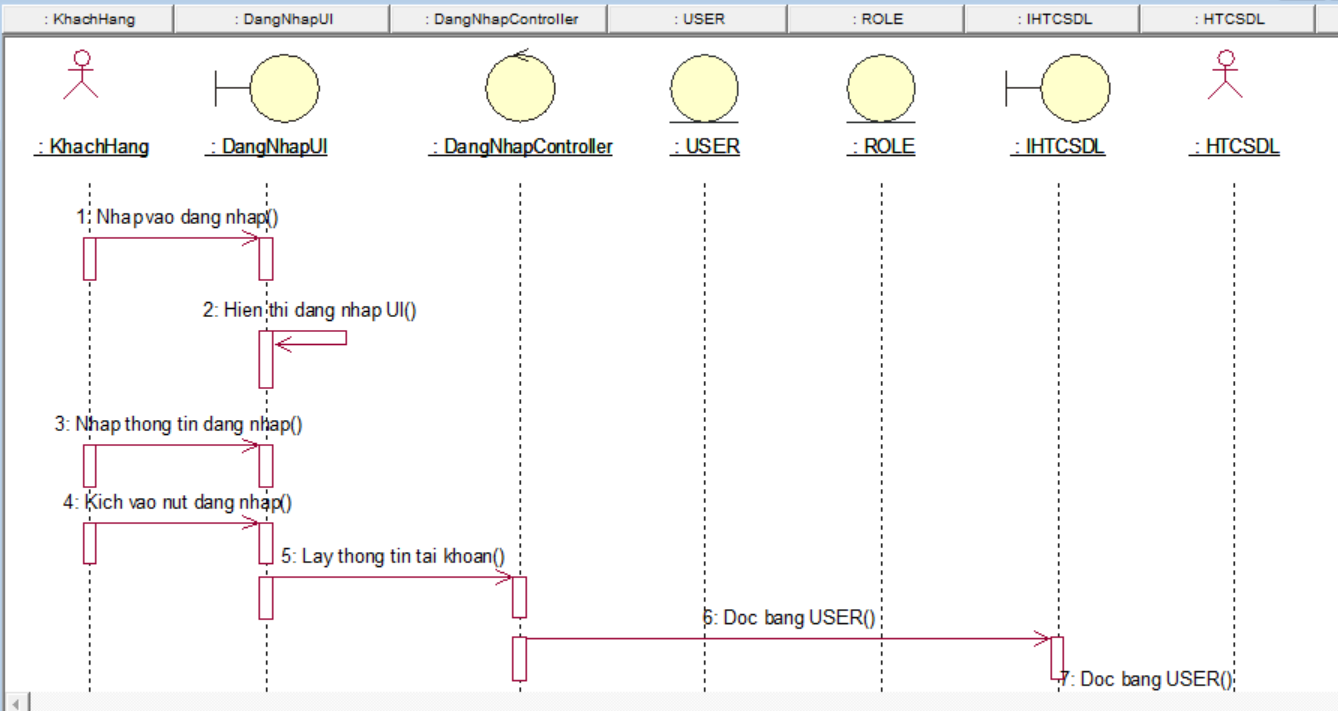 : KhachHang
: DangNhapUI
: DangNhapController
: USER
: ROLE
: IHTCSDL
: HTCSDL
: KhachHang
: DangNhapUI
: DangNhapController
: USER
: ROLE
: IHTCSDL
: HTCSDL
1: Nhap vao dang nhap()
2: Hien thi dang nhap UI()
3: Nhap thong tin dang nhap()
4: Kich vao nut dang nhap()
5: Lay thong tin tai khoan()
6: Doc bang USER()
7: Doc bang USER()